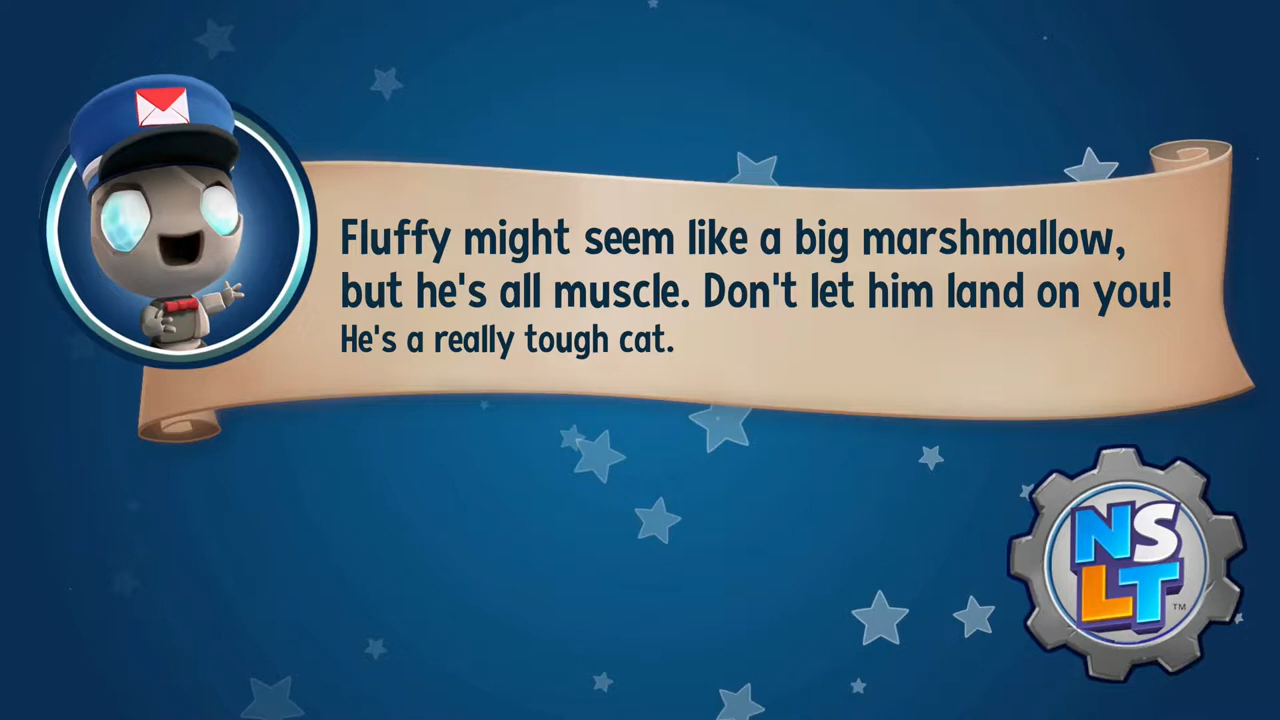 Fluffy might seem like a big marshmallow,
but he's all muscle. Don't let him land on you!
He's a really tough cat.
NS
LT
TM